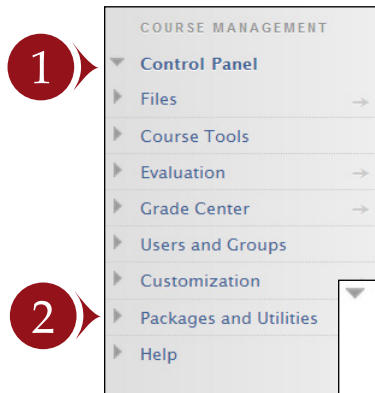 COURSE MANAGEMENT
1
Control Panel
Files
Course Tools
Evaluation
Grade Center
Users and Groups
Customization
2
Packages and Utilities
Help